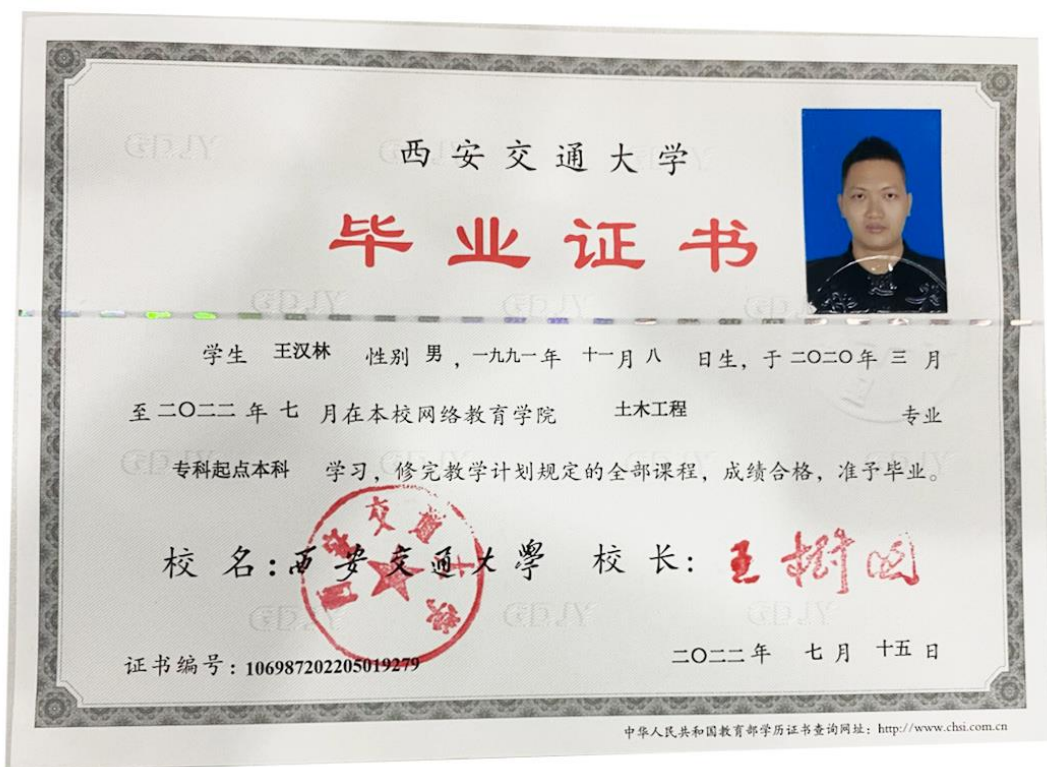 西安交通大学
毕业证书
学生 王汉林 性别 男 ，一九九一年 十一月 八 日生，于 二〇二〇年 三 月
至 二〇二二 年 七 月在本校网络教育学院 土木工程 专业
专科起点本科 学习，修完教学计划规定的全部课程，成绩合格，准予毕业。
校 名：西安交通大學 校 长：王树国
证书编号：106987202205019279
二〇二二 年 七 月 十五 日
中华人民共和国教育部学历证书查询网址：http://www.chsi.com.cn